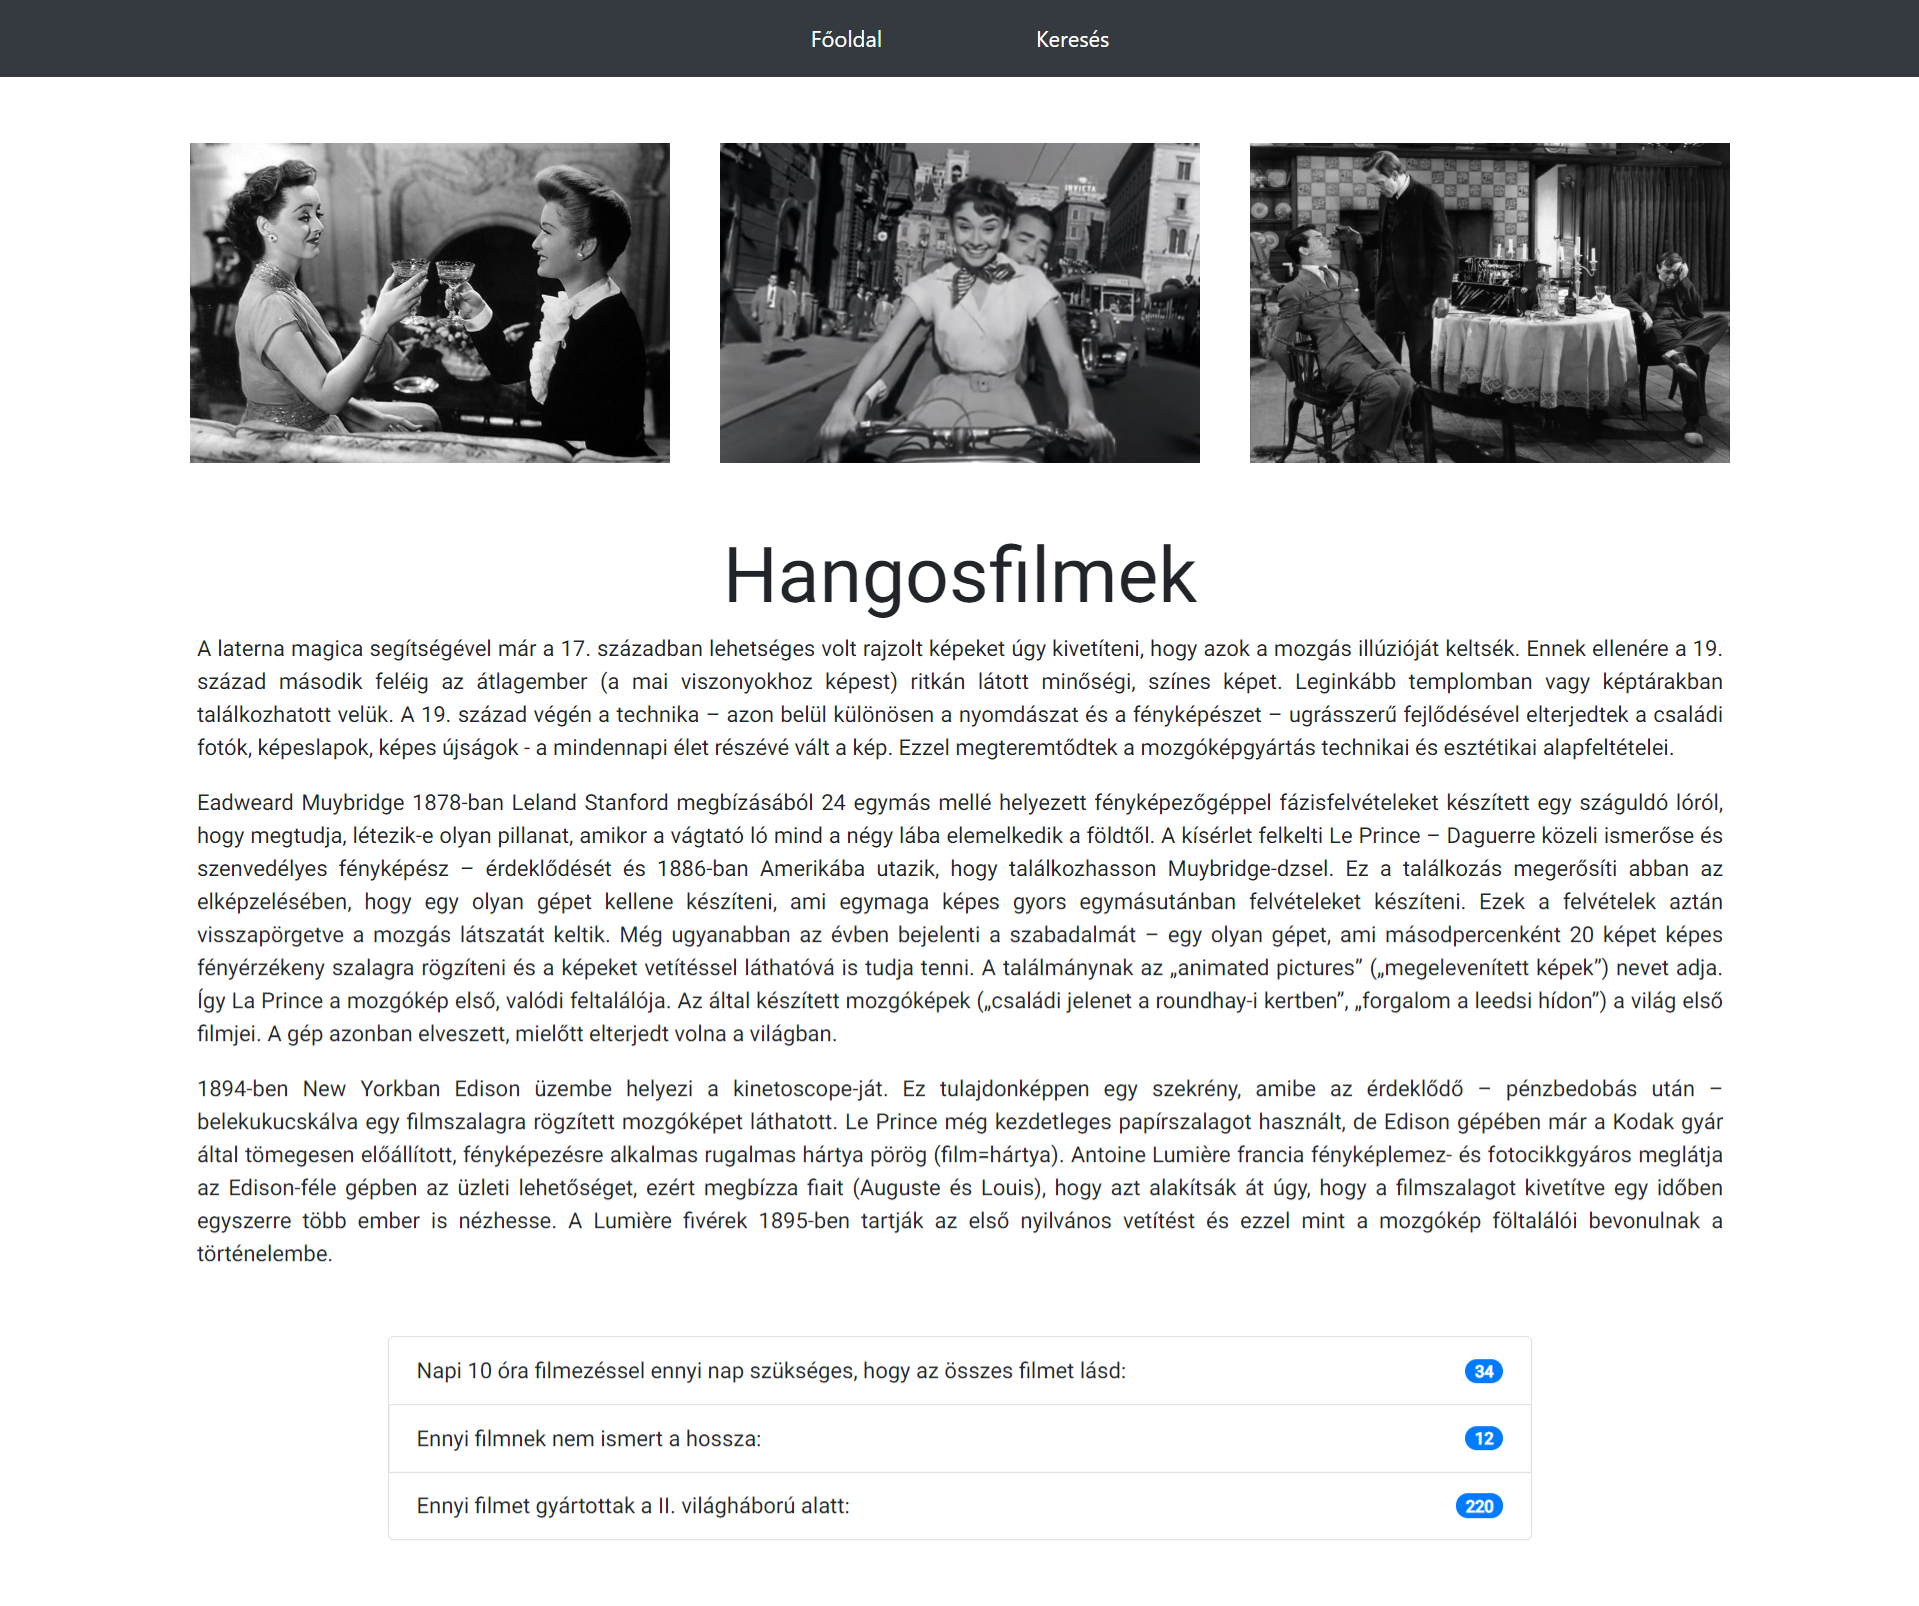 Főoldal Keresés
INVICTA
Hangosfilmek
A laterna magica segítségével már a 17. században lehetséges volt rajzolt képeket úgy kivetíteni, hogy azok a mozgás illúzióját keltsék. Ennek ellenére a 19.
század második feléig az átlagember (a mai viszonyokhoz képest) ritkán látott minőségi, színes képet. Leginkább templomban vagy képtárakban
találkozhatott velük. A 19. század végén a technika – azon belül különösen a nyomdászat és a fényképészet – ugrásszerű fejlődésével elterjedtek a családi
fotók, képeslapok, képes újságok - a mindennapi élet részévé vált a kép. Ezzel megteremtődtek a mozgóképgyártás technikai és esztétikai alapfeltételei.
Eadweard Muybridge 1878-ban Leland Stanford megbízásából 24 egymás mellé helyezett fényképezőgéppel fázisfelvételeket készített egy száguldó lóról,
hogy megtudja, létezik-e olyan pillanat, amikor a vágtató ló mind a négy lába elemelkedik a földtől. A kísérlet felkelti Le Prince – Daguerre közeli ismerőse és
szenvedélyes fényképész – érdeklődését és 1886-ban Amerikába utazik, hogy találkozhasson Muybridge-dzsel. Ez a találkozás megerősíti abban az
elképzelésében, hogy egy olyan gépet kellene készíteni, ami egymaga képes gyors egymásutánban felvételeket készíteni. Ezek a felvételek aztán
visszapörgetve a mozgás látszatát keltik. Még ugyanabban az évben bejelenti a szabadalmát – egy olyan gépet, ami másodpercenként 20 képet képes
fényérzékeny szalagra rögzíteni és a képeket vetítéssel láthatóvá is tudja tenni. A találmánynak az „animated pictures” („megelevenített képek”) nevet adja.
Így La Prince a mozgókép első, valódi feltalálója. Az által készített mozgóképek („családi jelenet a roundhay-i kertben”, „forgalom a leedsi hídon”) a világ első
filmjei. A gép azonban elveszett, mielőtt elterjedt volna a világban.
1894-ben New Yorkban Edison üzembe helyezi a kinetoscope-ját. Ez tulajdonképpen egy szekrény, amibe az érdeklődő – pénzbedobás után –
belekukucskálva egy filmszalagra rögzített mozgóképet láthatott. Le Prince még kezdetleges papírszalagot használt, de Edison gépében már a Kodak gyár
által tömegesen előállított, fényképezésre alkalmas rugalmas hártya pörög (film=hártya). Antoine Lumière francia fényképlemez- és fotocikkgyáros meglátja
az Edison-féle gépben az üzleti lehetőséget, ezért megbízza fiait (Auguste és Louis), hogy azt alakítsák át úgy, hogy a filmszalagot kivetítve egy időben
egyszerre több ember is nézhesse. A Lumière fivérek 1895-ben tartják az első nyilvános vetítést és ezzel mint a mozgókép föltalálói bevonulnak a
történelembe.
Napi 10 óra filmezéssel ennyi nap szükséges, hogy az összes filmet lásd: 34
Ennyi filmnek nem ismert a hossza: 12
Ennyi filmet gyártottak a II. világháború alatt: 220